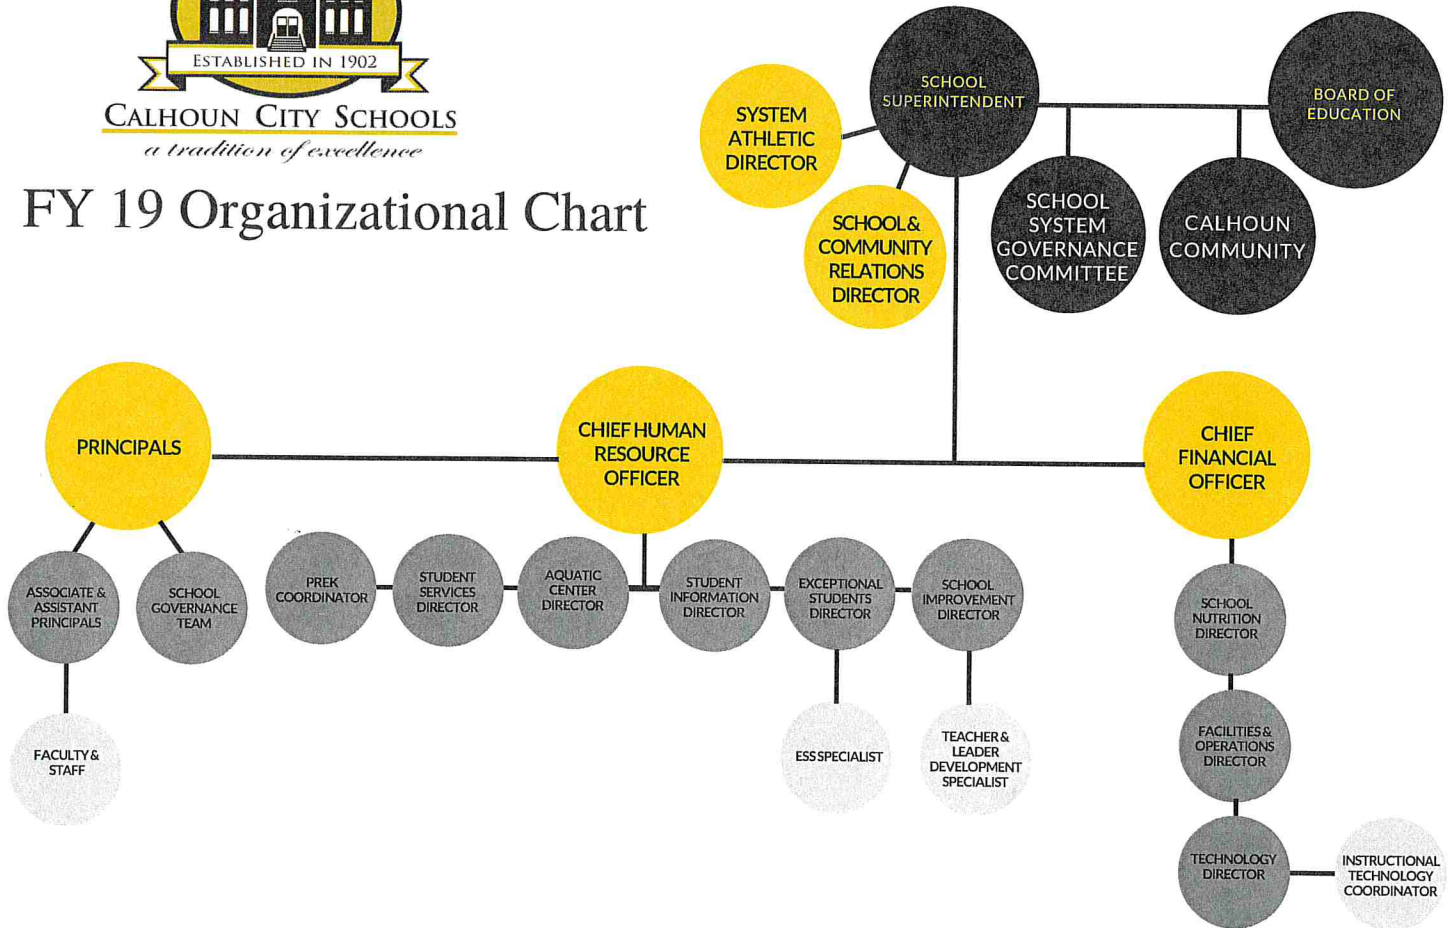 ESTABLISHED IN 1902
CALHOUN CITY SCHOOLS
a tradition of excellence
FY 19 Organizational Chart
SCHOOL
SUPERINTENDENT
BOARD OF
EDUCATION
SYSTEM
ATHLETIC
DIRECTOR
SCHOOL &
COMMUNITY
RELATIONS
DIRECTOR
SCHOOL
SYSTEM
GOVERNANCE
COMMITTEE
CALHOUN
COMMUNITY
PRINCIPALS
CHIEF HUMAN
RESOURCE
OFFICER
CHIEF
FINANCIAL
OFFICER
ASSOCIATE &
ASSISTANT
PRINCIPALS
SCHOOL
GOVERNANCE
TEAM
PREK
COORDINATOR
STUDENT
SERVICES
DIRECTOR
AQUATIC
CENTER
DIRECTOR
STUDENT
INFORMATION
DIRECTOR
EXCEPTIONAL
STUDENTS
DIRECTOR
SCHOOL
IMPROVEMENT
DIRECTOR
SCHOOL
NUTRITION
DIRECTOR
FACULTY &
STAFF
ESS SPECIALIST
TEACHER &
LEADER
DEVELOPMENT
SPECIALIST
FACILITIES &
OPERATIONS
DIRECTOR
TECHNOLOGY
DIRECTOR
INSTRUCTIONAL
TECHNOLOGY
COORDINATOR